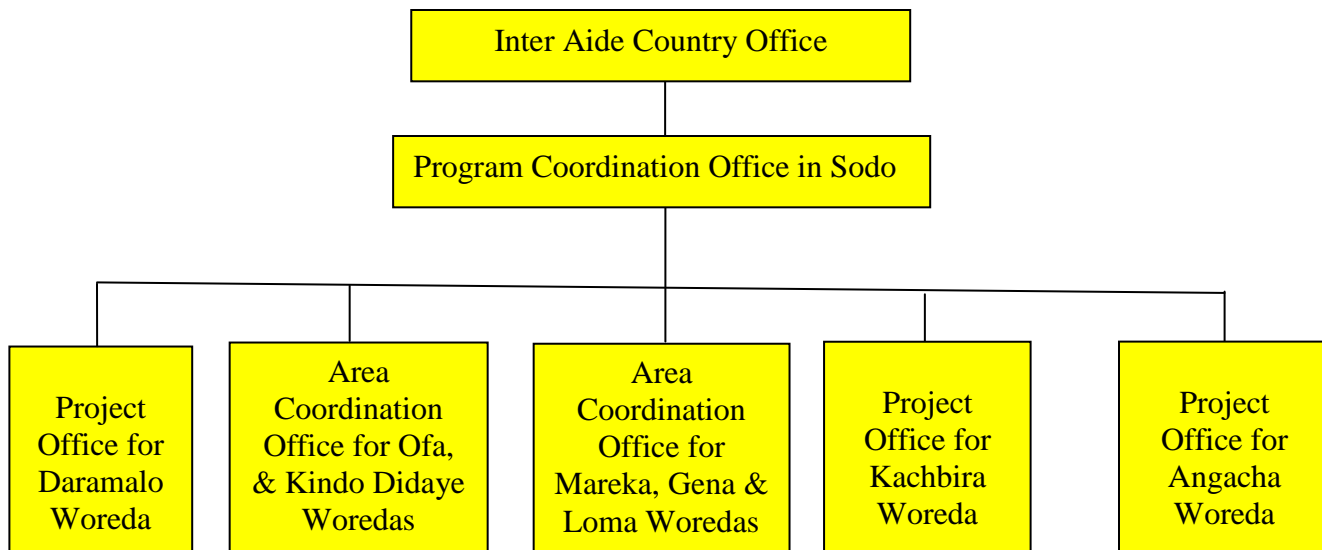 Inter Aide Country Office
Program Coordination Office in Sodo
Project
Office for
Daramalo
Woreda
Area
Coordination
Office for Ofa,
& Kindo Didaye
Woredas
Area
Coordination
Office for
Mareka, Gena &
Loma Woredas
Project
Office for
Kachbira
Woreda
Project
Office for
Angacha
Woreda